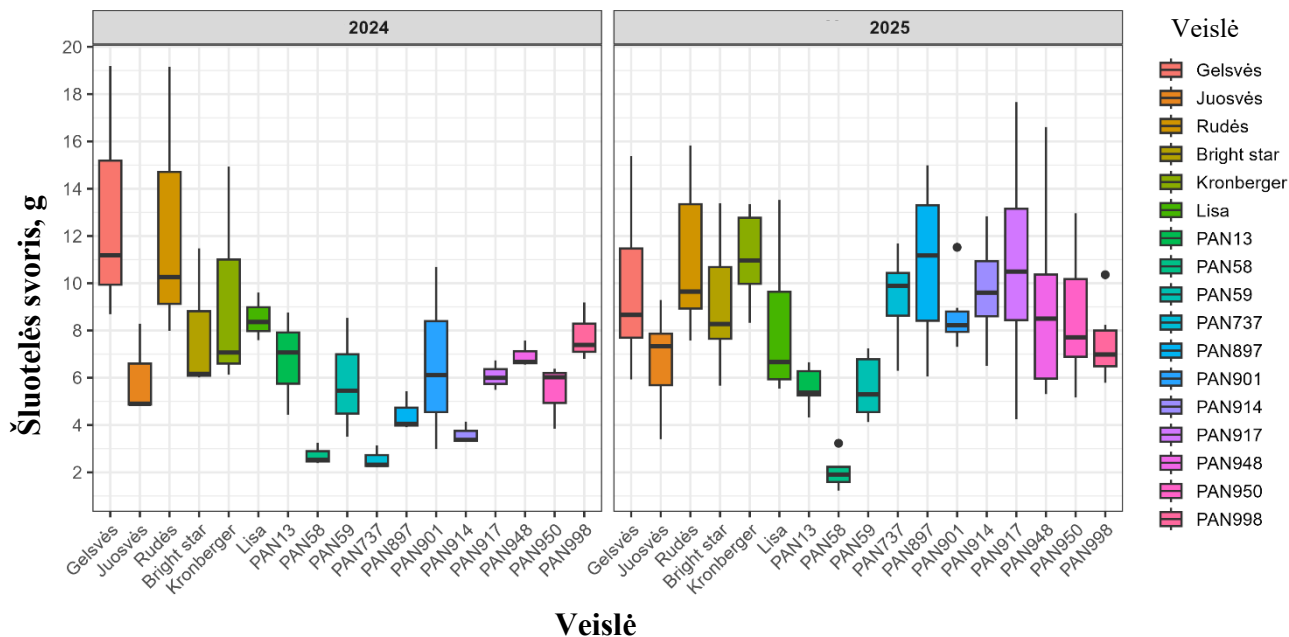 2024
2025
Šluotelės svoris, g
20
18
16
14
12
10
8
6
4
2
Gelsvės
Juosvės
Rudės
Bright star
Kronberger
Lisa
PAN13
PAN58
PAN59
PAN737
PAN897
PAN901
PAN914
PAN917
PAN948
PAN950
PAN998
Gelsvės
Juosvės
Rudės
Bright star
Kronberger
Lisa
PAN13
PAN58
PAN59
PAN737
PAN897
PAN901
PAN914
PAN917
PAN948
PAN950
PAN998
Veislė
Veislė
Gelsvės
Juosvės
Rudės
Bright star
Kronberger
Lisa
PAN13
PAN58
PAN59
PAN737
PAN897
PAN901
PAN914
PAN917
PAN948
PAN950
PAN998